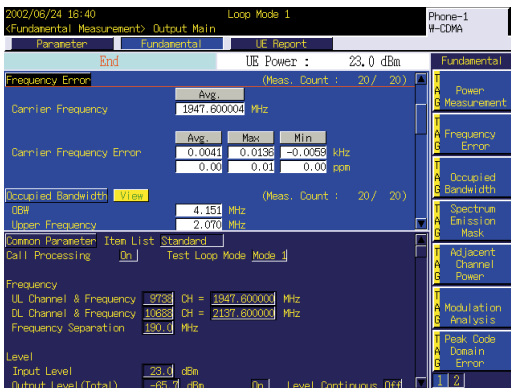 2002/06/24 16:40 Loop Mode 1 Phone-1
<Fundamental Measurement> Output Main W-CDMA
Parameter Fundamental UE Report
End UE Power : 23.0 dBm Fundamental
Frequency Error (Meas. Count : 20/ 20)
Avg.
Carrier Frequency 1947.600004 MHz
Avg. Max Min
Carrier Frequency Error 0.0041 0.0136 -0.0059 kHz
0.00 0.01 0.00 ppm
Occupied Bandwidth View (Meas. Count : 20/ 20)
OBW 4.151 MHz
Upper Frequency 2.070 MHz
Common Parameter Item List Standard
Call Processing On Test Loop Mode Mode 1
Frequency
UL Channel & Frequency 9738 CH = 1947.600000 MHz
DL Channel & Frequency 10688 CH = 2137.600000 MHz
Frequency Separation 190.0 MHz
Level
Input Level 23.0 dBm
Output Level(Total) -65.7 dBm On Level Continuous Off
TAG Power Measurement
TAG Frequency Error
TAG Occupied Bandwidth
TAG Spectrum Emission Mask
TAG Adjacent Channel Power
TAG Modulation Analysis
TAG Peak Code Domain Error
1 2